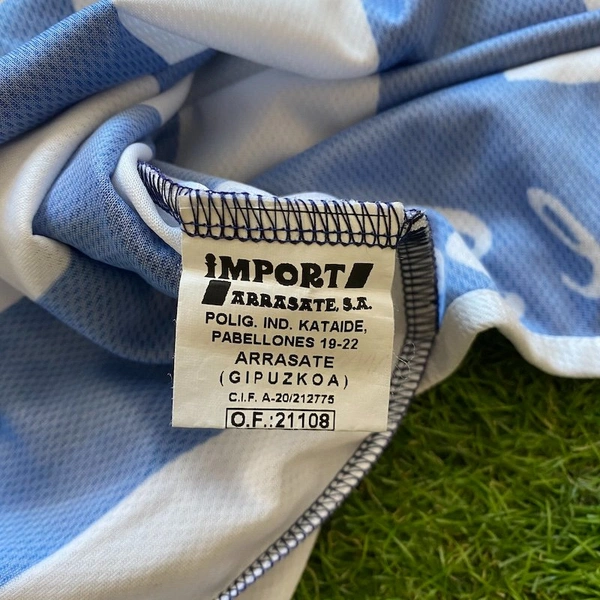 iMPORT
ARRASATE, S.A.
POLIG. IND. KATAIDE,
PABELLONES 19-22
ARRASATE
(GIPUZKOA)
C.I.F. A-20/212775
O.F.:21108